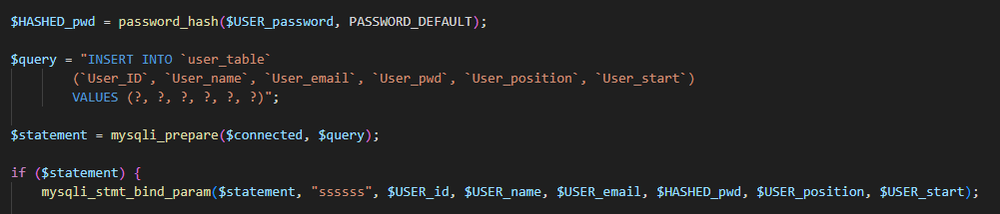 $HASHED_pwd = password_hash($USER_password, PASSWORD_DEFAULT);
$query = "INSERT INTO `user_table`
(`User_ID`, `User_name`, `User_email`, `User_pwd`, `User_position`, `User_start`)
VALUES (?, ?, ?, ?, ?, ?)";
$statement = mysqli_prepare($connected, $query);
if ($statement) {
mysqli_stmt_bind_param($statement, "ssssss", $USER_id, $USER_name, $USER_email, $HASHED_pwd, $USER_position, $USER_start);